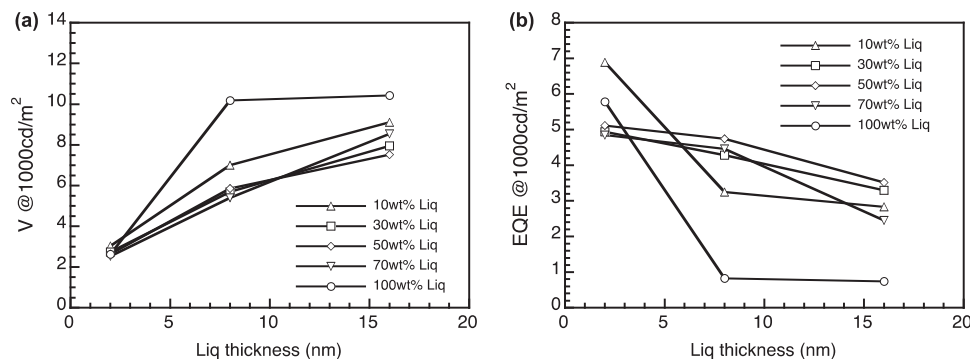 (a)
14
12
10
8
6
4
2
0
V @1000cd/m²
10wt% Liq
30wt% Liq
50wt% Liq
70wt% Liq
100wt% Liq
0 5 10 15 20
Liq thickness (nm)
(b)
8
7
6
5
4
3
2
1
0
EQE @1000cd/m²
10wt% Liq
30wt% Liq
50wt% Liq
70wt% Liq
100wt% Liq
0 5 10 15 20
Liq thickness (nm)